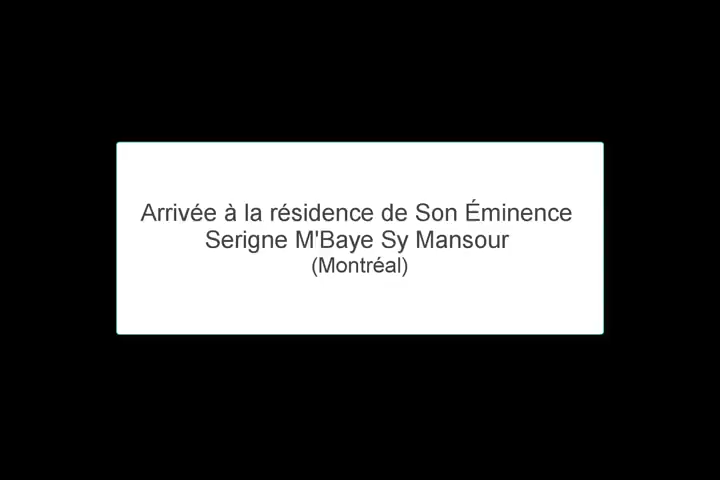 Arrivée à la résidence de Son Éminence
Serigne M'Baye Sy Mansour
(Montréal)